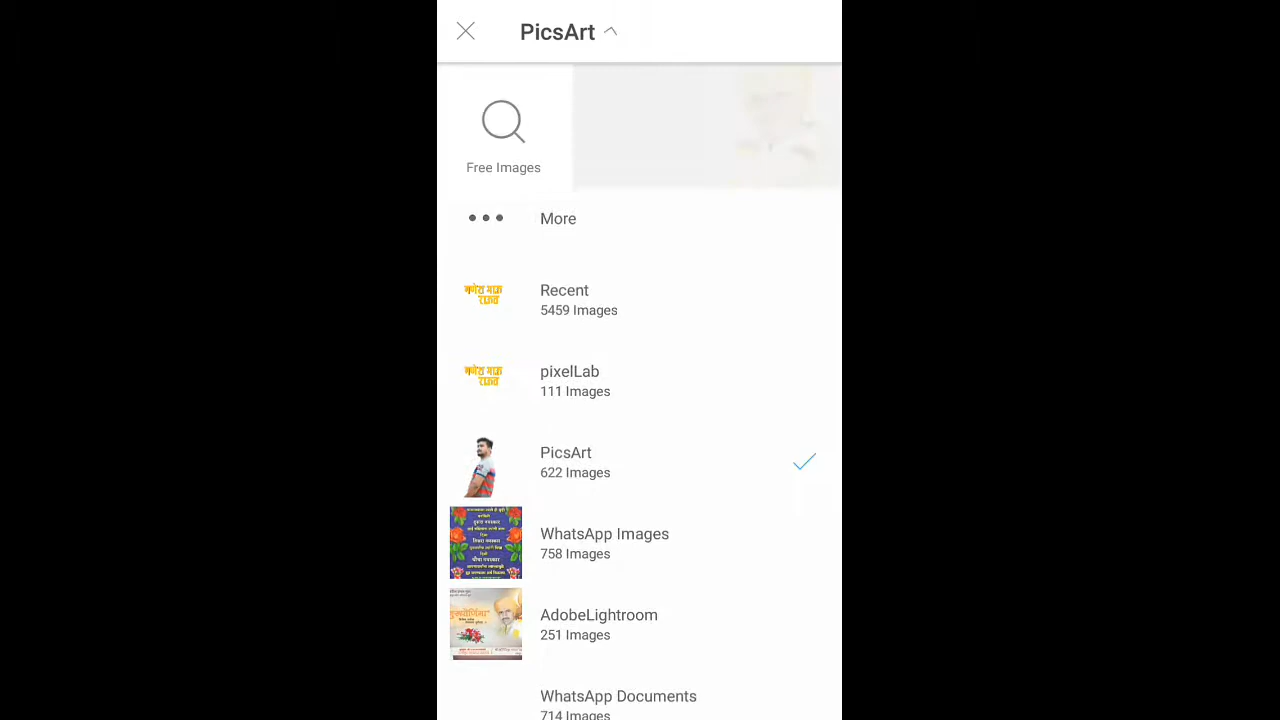 PicsArt
Free Images
More
Recent
5459 Images
pixelLab
111 Images
PicsArt
622 Images
WhatsApp Images
758 Images
AdobeLightroom
251 Images
WhatsApp Documents
714 Images